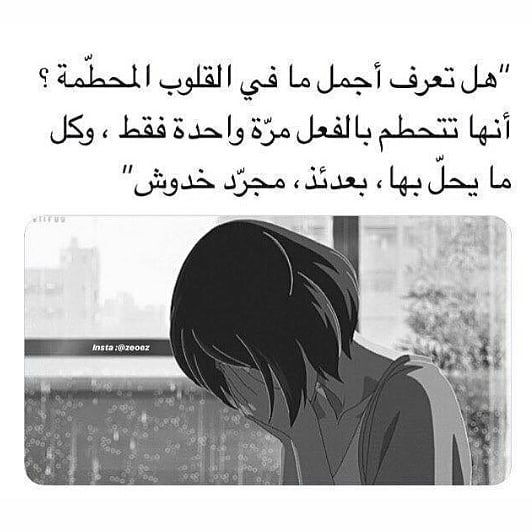 "هل تعرف أجمل ما في القلوب المحطّمة ؟
أنها تتحطم بالفعل مرّة واحدة فقط ، وكل
ما يحلّ بها ، بعدئذ ، مجرّد خدوش"
insta :@zeoez